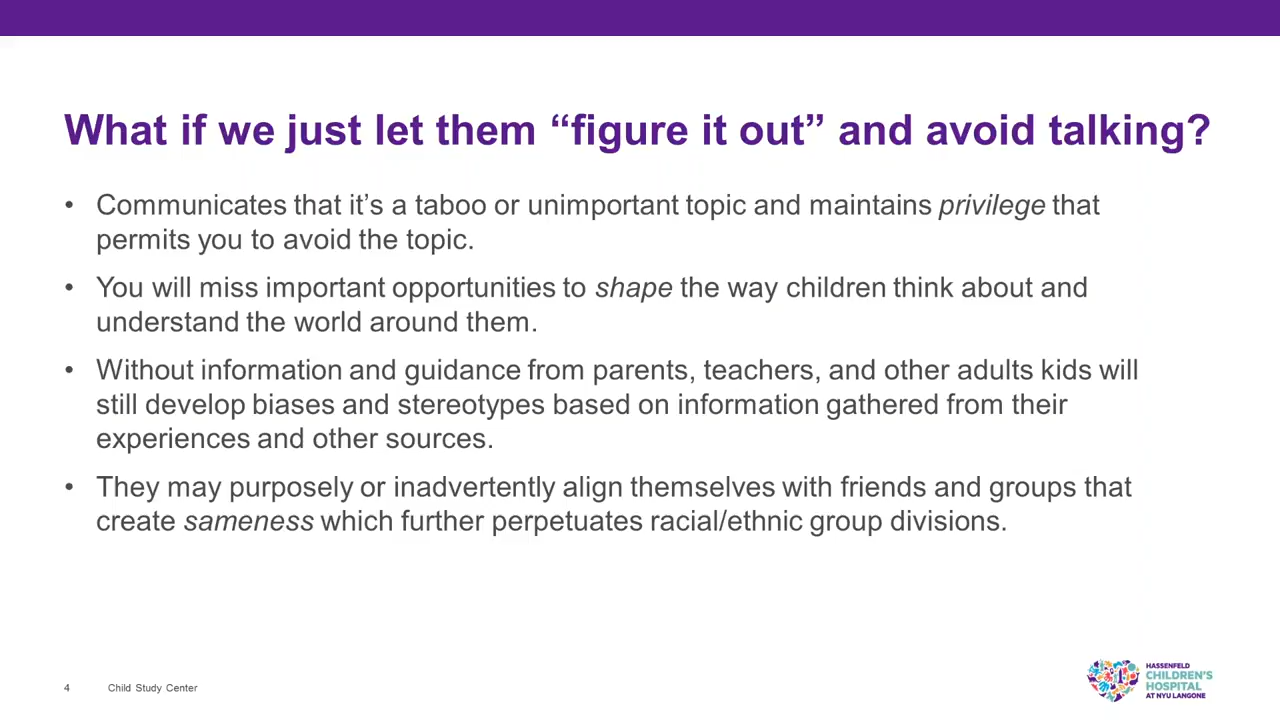 What if we just let them “figure it out” and avoid talking?
• Communicates that it’s a taboo or unimportant topic and maintains privilege that
permits you to avoid the topic.
• You will miss important opportunities to shape the way children think about and
understand the world around them.
• Without information and guidance from parents, teachers, and other adults kids will
still develop biases and stereotypes based on information gathered from their
experiences and other sources.
• They may purposely or inadvertently align themselves with friends and groups that
create sameness which further perpetuates racial/ethnic group divisions.
4 Child Study Center
HASSENFELD
CHILDREN'S
HOSPITAL
AT NYU LANGONE